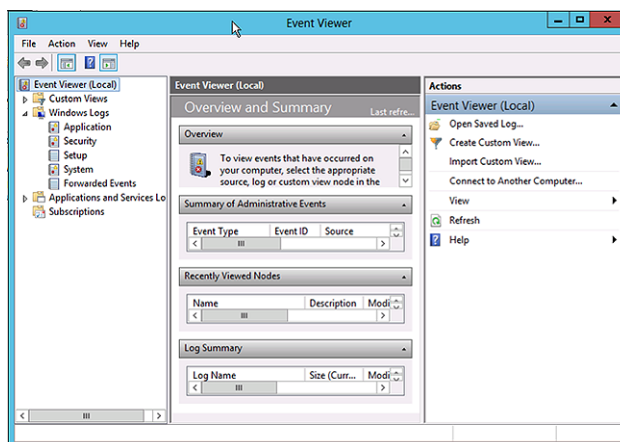 Event Viewer
File Action View Help
Event Viewer (Local)
Custom Views
Windows Logs
Application
Security
Setup
System
Forwarded Events
Applications and Services Lo
Subscriptions
Event Viewer (Local)
Overview and Summary Last refre...
Overview
To view events that have occurred on
your computer, select the appropriate
source, log or custom view node in the
Summary of Administrative Events
Event Type Event ID Source
Recently Viewed Nodes
Name Description Modi
Log Summary
Log Name Size (Curr... Modi
Actions
Event Viewer (Local)
Open Saved Log...
Create Custom View...
Import Custom View...
Connect to Another Computer...
View
Refresh
Help